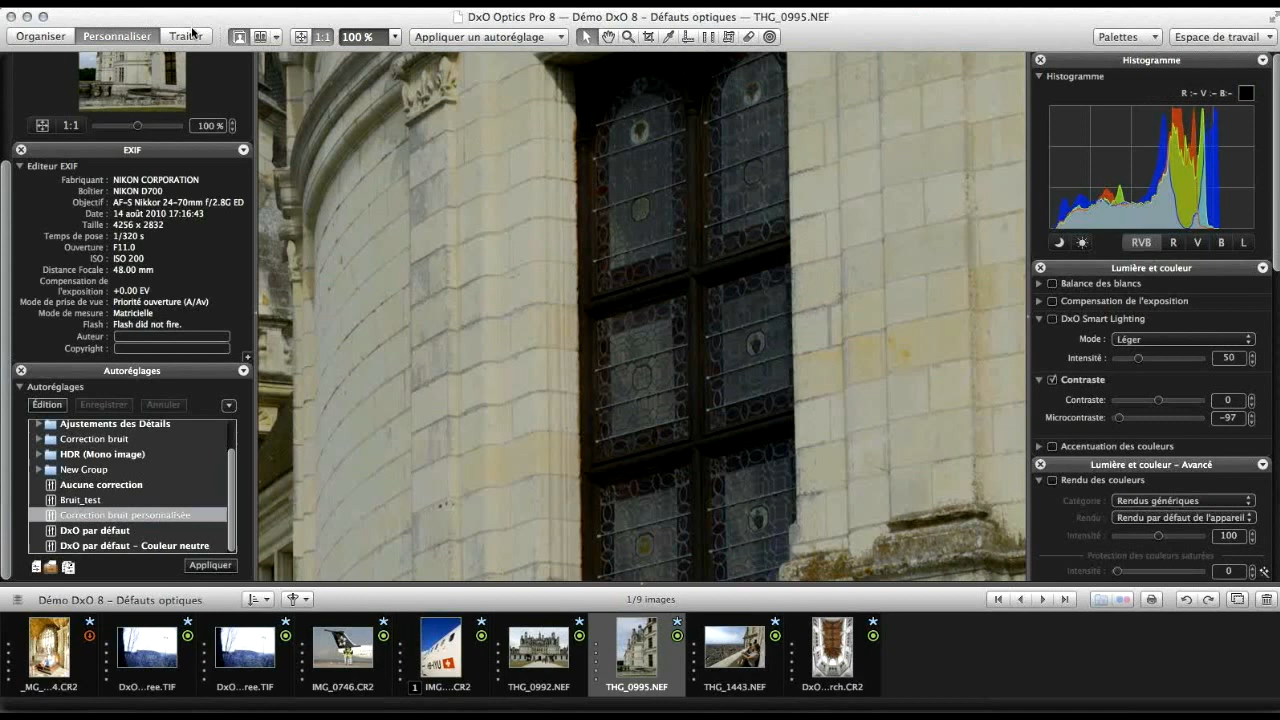 DxO Optics Pro 8 — Démo DxO 8 - Défauts optiques — THG_0995.NEF
Organiser Personnaliser Traiter 1:1 100 % Appliquer un autoréglage Palettes Espace de travail
1:1 100 %
EXIF
Editeur EXIF
Fabriquant : NIKON CORPORATION
Boîtier : NIKON D700
Objectif : AF-S Nikkor 24-70mm f/2.8G ED
Date : 14 août 2010 17:16:43
Taille : 4256 x 2832
Temps de pose : 1/320 s
Ouverture : F11.0
ISO : ISO 200
Distance Focale : 48.00 mm
Compensation de
l'exposition : +0.00 EV
Mode de prise de vue : Priorité ouverture (A/Av)
Mode de mesure : Matricielle
Flash : Flash did not fire.
Auteur :
Copyright :
Autoréglages
Autoréglages
Édition Enregistrer Annuler
Ajustements des Détails
Correction bruit
HDR (Mono image)
New Group
Aucune correction
Bruit_test
Correction bruit personnalisée
DxO par défaut
DxO par défaut - Couleur neutre
Appliquer
Histogramme
Histogramme
R :- V :- B:-
RVB R V B L
Lumière et couleur
Balance des blancs
Compensation de l'exposition
DxO Smart Lighting
Mode : Léger
Intensité : 50
Contraste
Contraste : 0
Microcontraste : -97
Accentuation des couleurs
Lumière et couleur - Avancé
Rendu des couleurs
Catégorie : Rendus génériques
Rendu : Rendu par défaut de l'appareil
Intensité : 100
Protection des couleurs saturées
Intensité : 0
Démo DxO 8 - Défauts optiques 1/9 images
_MG_...4.CR2 DxO...ree.TIF DxO...ree.TIF IMG_0746.CR2 1 IMG....CR2 THG_0992.NEF THG_0995.NEF THG_1443.NEF DxO...rch.CR2